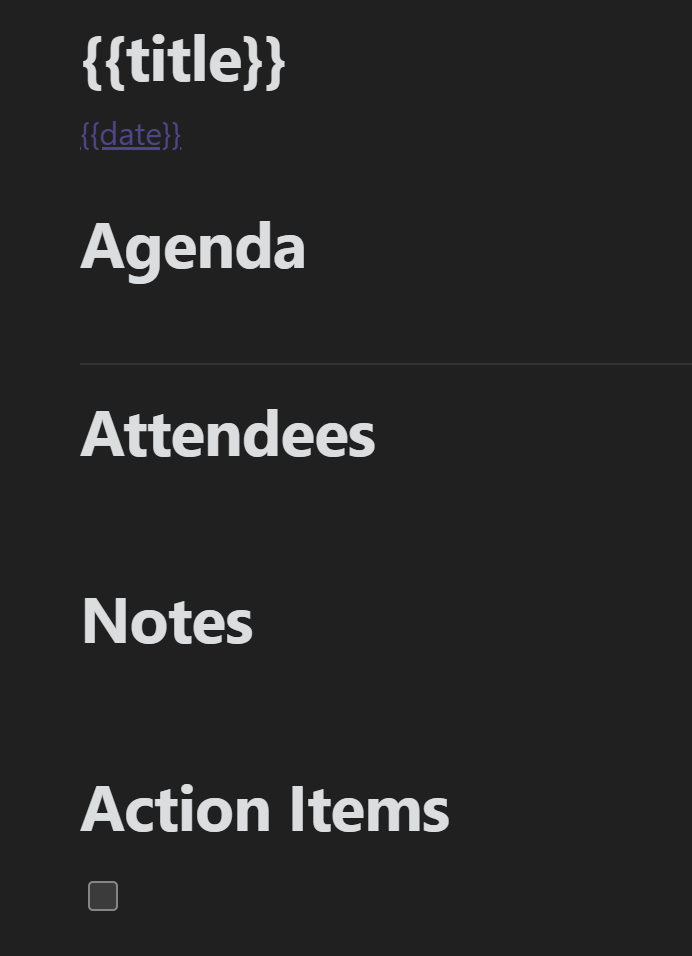 {{title}}
{{date}}
Agenda
Attendees
Notes
Action Items